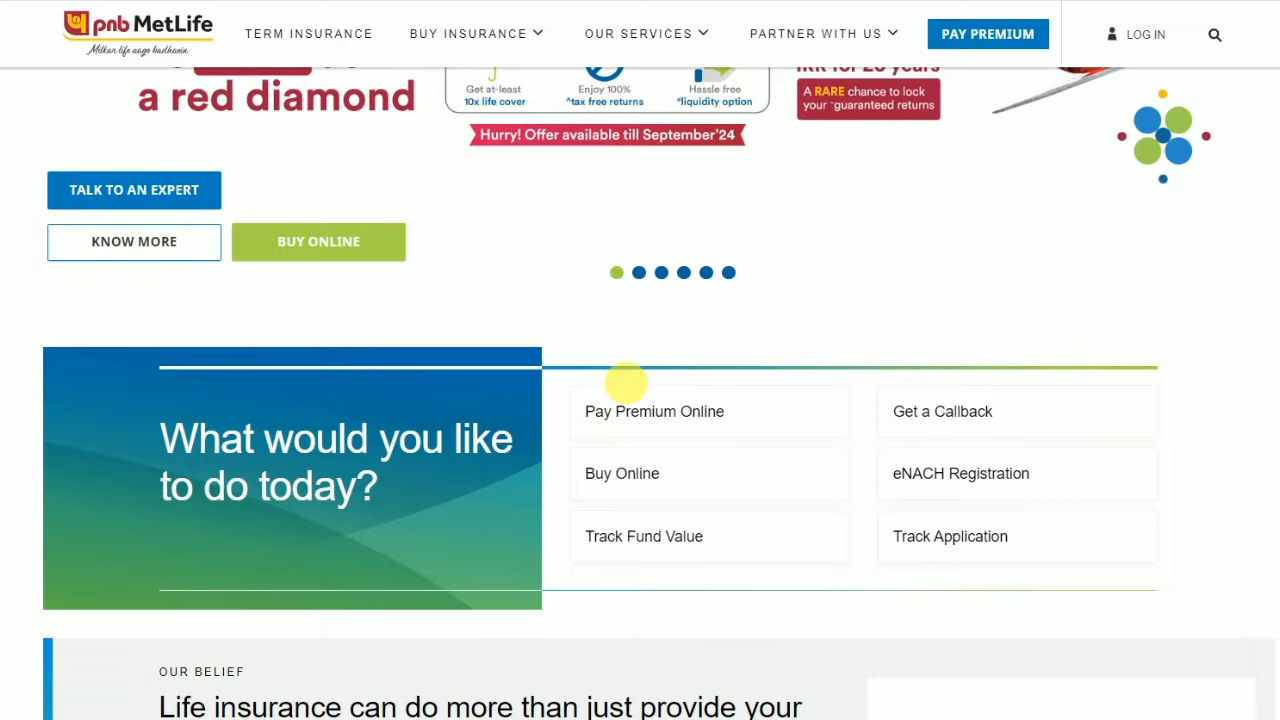 pnb MetLife
Milkar life aage badhaein
TERM INSURANCE
BUY INSURANCE
OUR SERVICES
PARTNER WITH US
PAY PREMIUM
LOG IN
a red diamond
Get at-least
10x life cover
Enjoy 100%
^tax free returns
Hassle free
*liquidity option
IRR for 20 years
A RARE chance to lock
your ~guaranteed returns
Hurry! Offer available till September'24
TALK TO AN EXPERT
KNOW MORE
BUY ONLINE
What would you like
to do today?
Pay Premium Online
Get a Callback
Buy Online
eNACH Registration
Track Fund Value
Track Application
OUR BELIEF
Life insurance can do more than just provide your